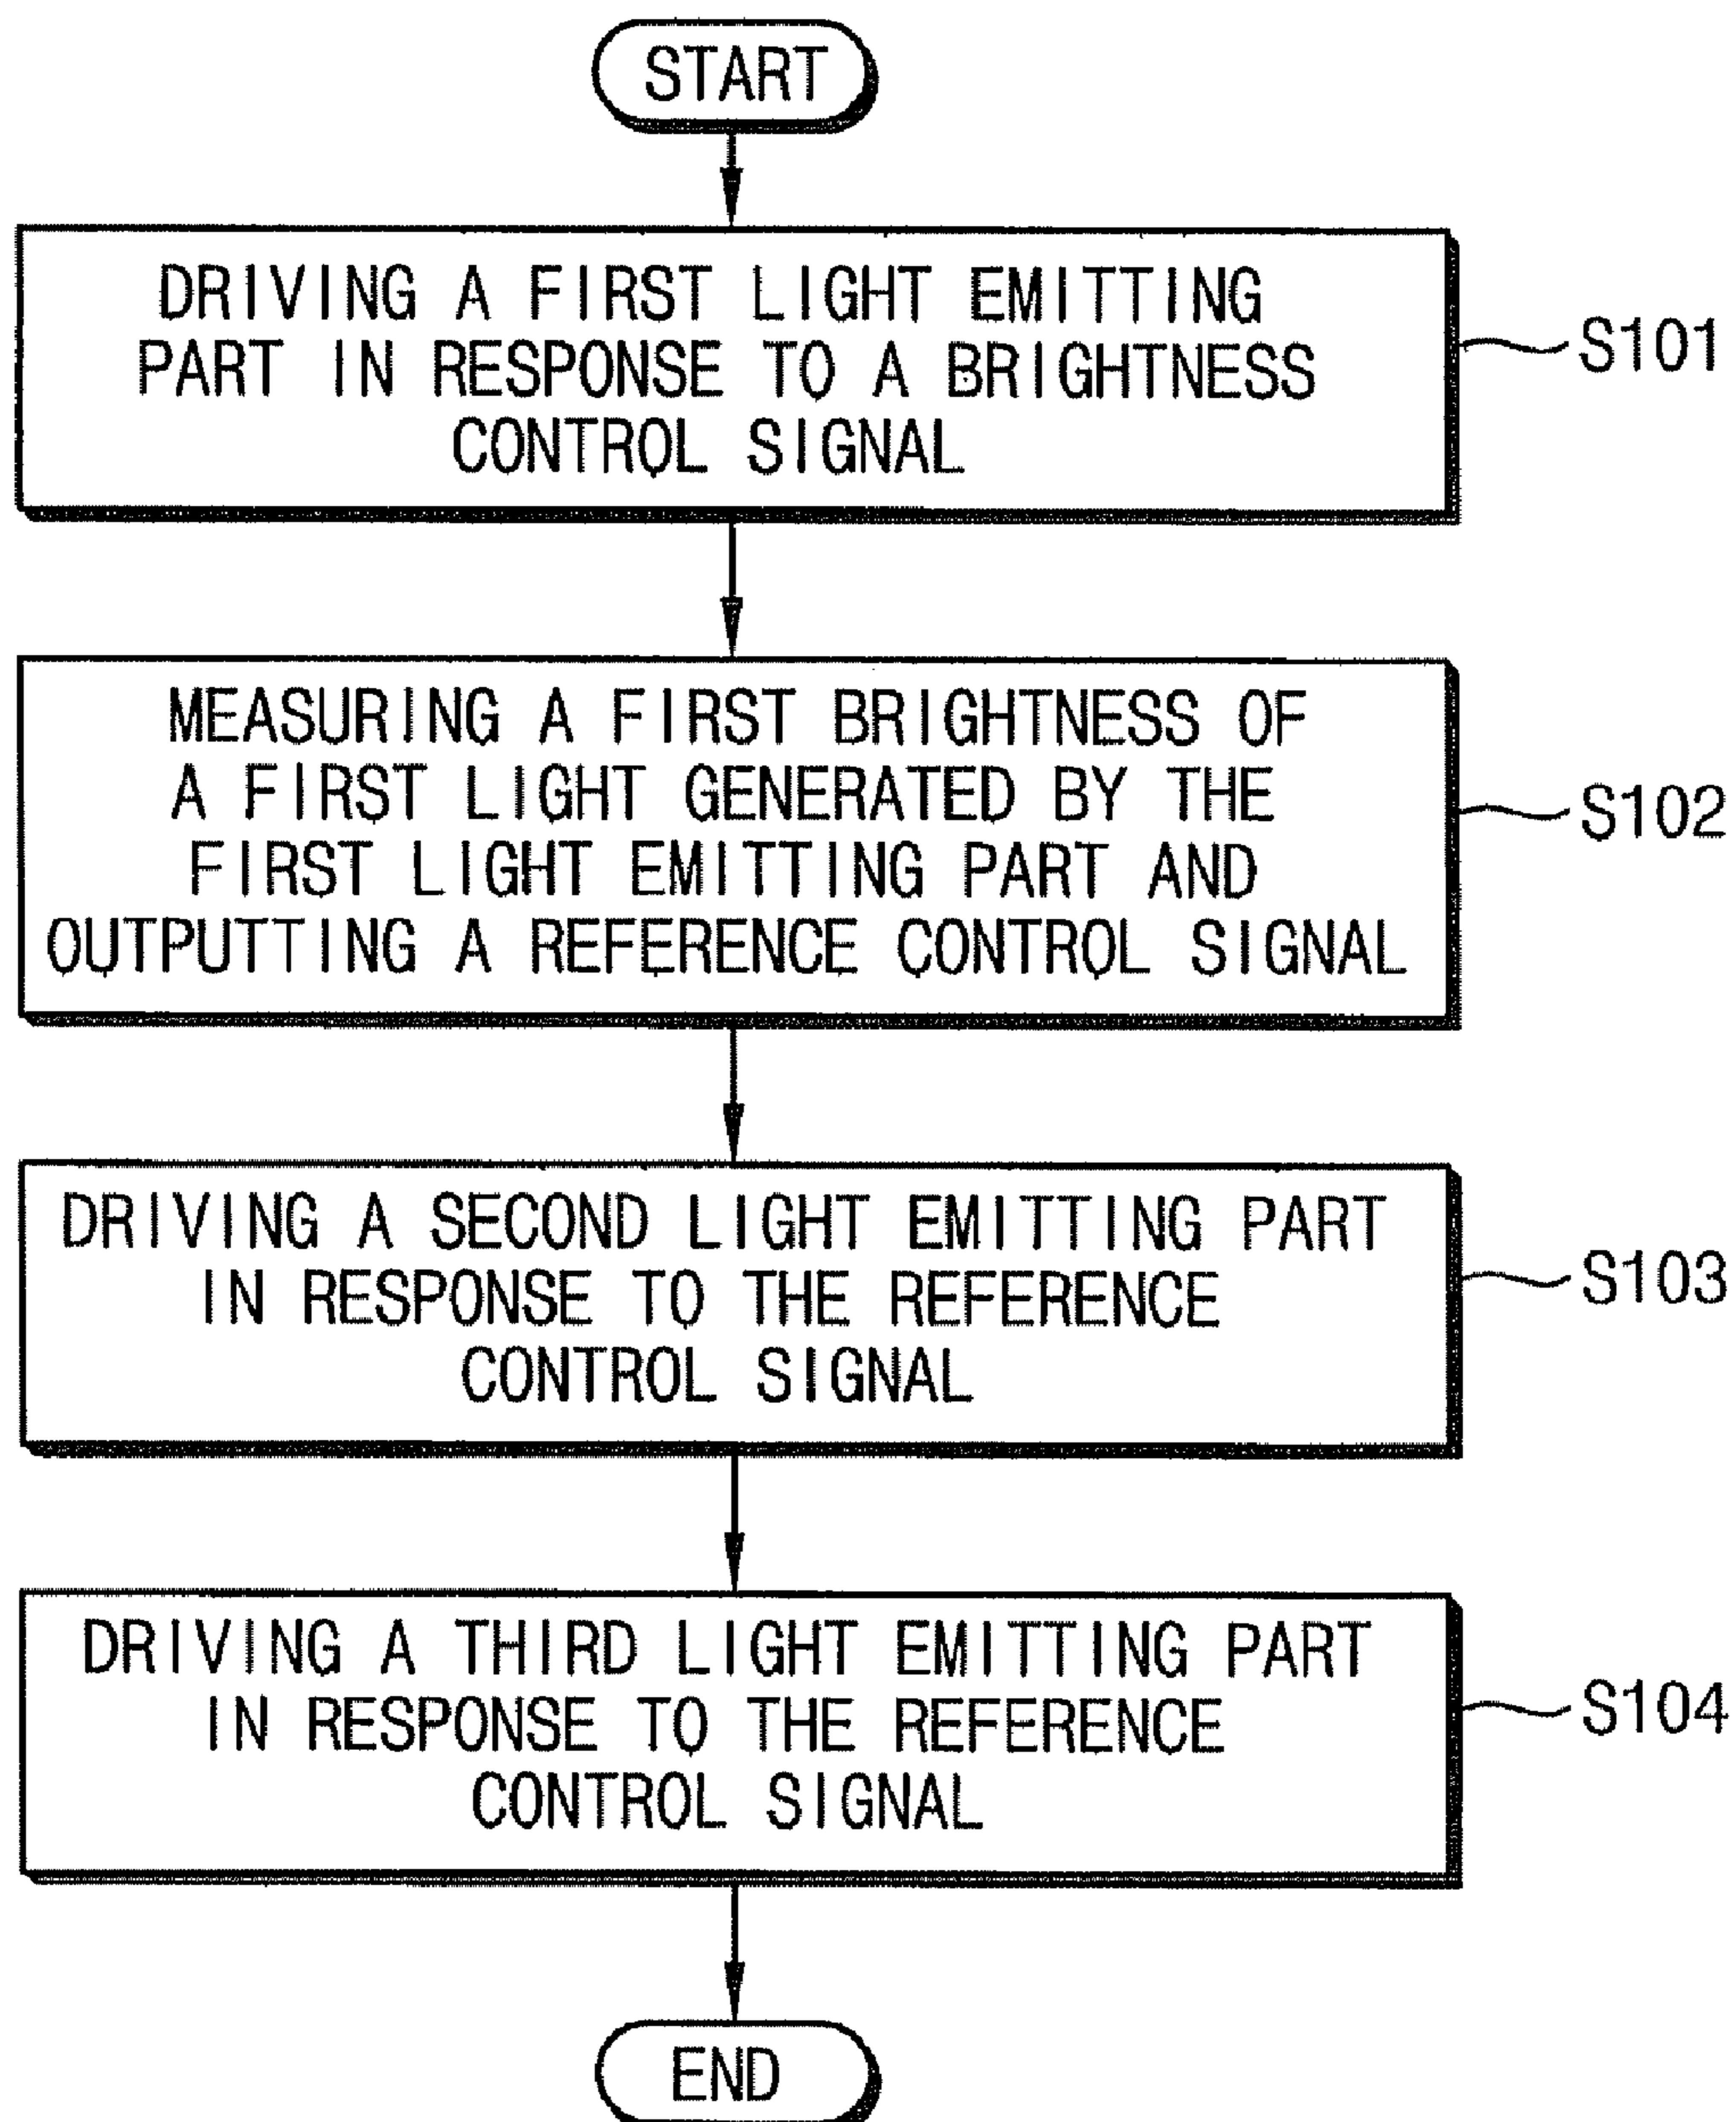 START
DRIVING A FIRST LIGHT EMITTING
PART IN RESPONSE TO A BRIGHTNESS
CONTROL SIGNAL
S101
MEASURING A FIRST BRIGHTNESS OF
A FIRST LIGHT GENERATED BY THE
FIRST LIGHT EMITTING PART AND
OUTPUTTING A REFERENCE CONTROL SIGNAL
S102
DRIVING A SECOND LIGHT EMITTING PART
IN RESPONSE TO THE REFERENCE
CONTROL SIGNAL
S103
DRIVING A THIRD LIGHT EMITTING PART
IN RESPONSE TO THE REFERENCE
CONTROL SIGNAL
S104
END